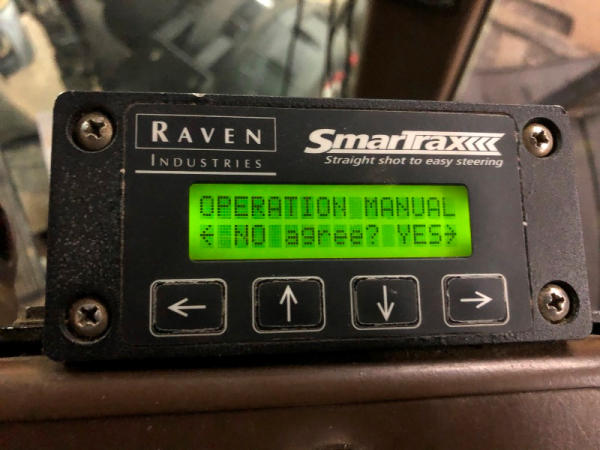 RAVEN
INDUSTRIES
SMARTRAX
Straight shot to easy steering
OPERATION MANUAL
< NO agree? YES>
← ↑ ↓ →